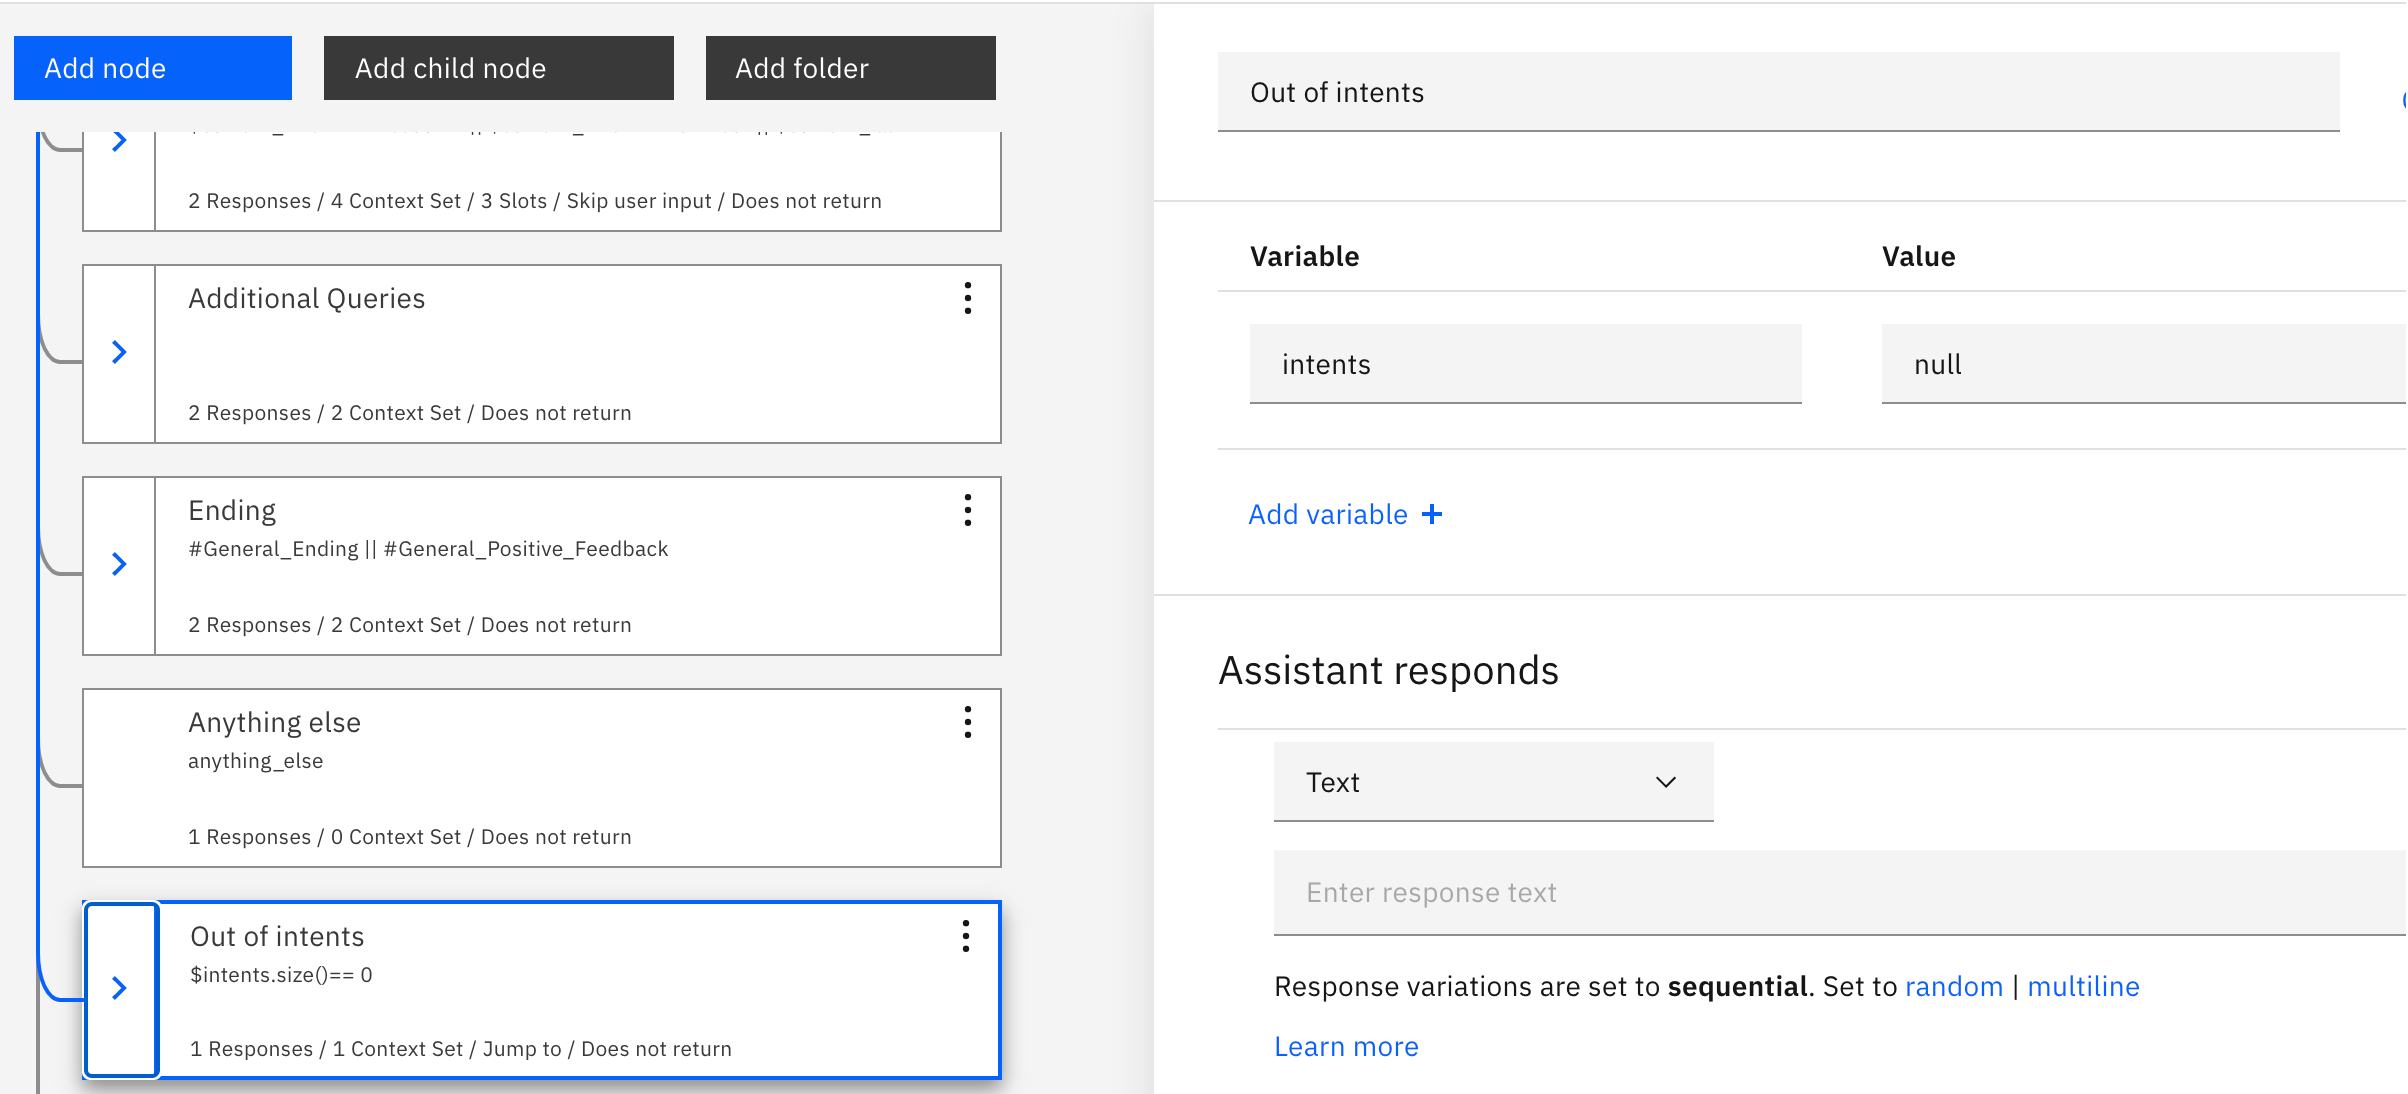 Add node
Add child node
Add folder
2 Responses / 4 Context Set / 3 Slots / Skip user input / Does not return
Additional Queries
2 Responses / 2 Context Set / Does not return
Ending
#General_Ending || #General_Positive_Feedback
2 Responses / 2 Context Set / Does not return
Anything else
anything_else
1 Responses / 0 Context Set / Does not return
Out of intents
$intents.size()== 0
1 Responses / 1 Context Set / Jump to / Does not return
Out of intents
Variable
Value
intents
null
Add variable +
Assistant responds
Text
Enter response text
Response variations are set to sequential. Set to random | multiline
Learn more